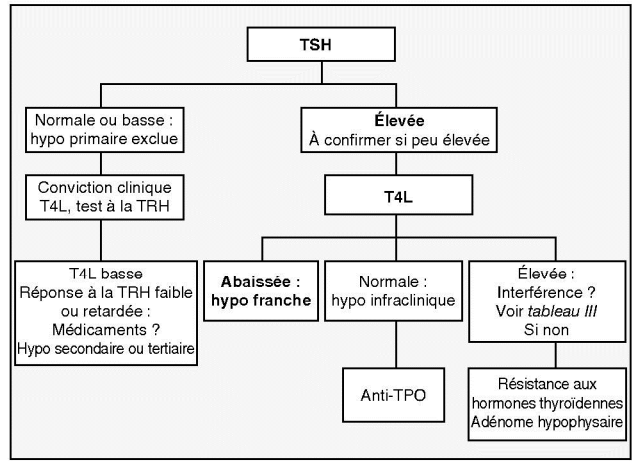 TSH
Normale ou basse :
hypo primaire exclue
Élevée
À confirmer si peu élevée
Conviction clinique
T4L, test à la TRH
T4L
T4L basse
Réponse à la TRH faible
ou retardée :
Médicaments ?
Hypo secondaire ou tertiaire
Abaissée :
hypo franche
Normale :
hypo infraclinique
Élevée :
Interférence ?
Voir tableau III
Si non
Anti-TPO
Résistance aux
hormones thyroïdennes
Adénome hypophysaire